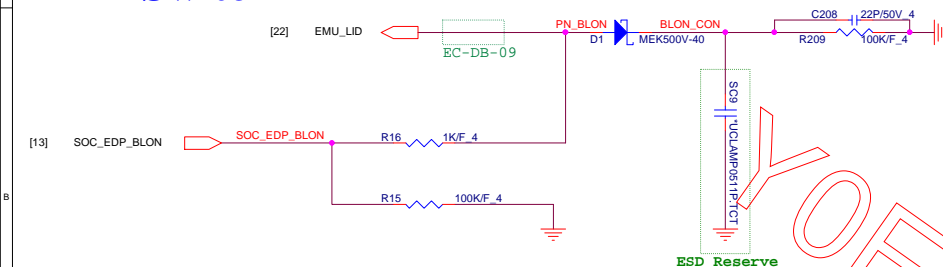 C208 22P/50V_4
[22] EMU_LID PN_BLON BLON_CON
D1 MEK500V-40 R209 100K/F_4
EC-DB-09
SC9
*UCLAMP0511P.TCT
[13] SOC_EDP_BLON SOC_EDP_BLON R16 1K/F_4
B
R15 100K/F_4
ESD Reserve